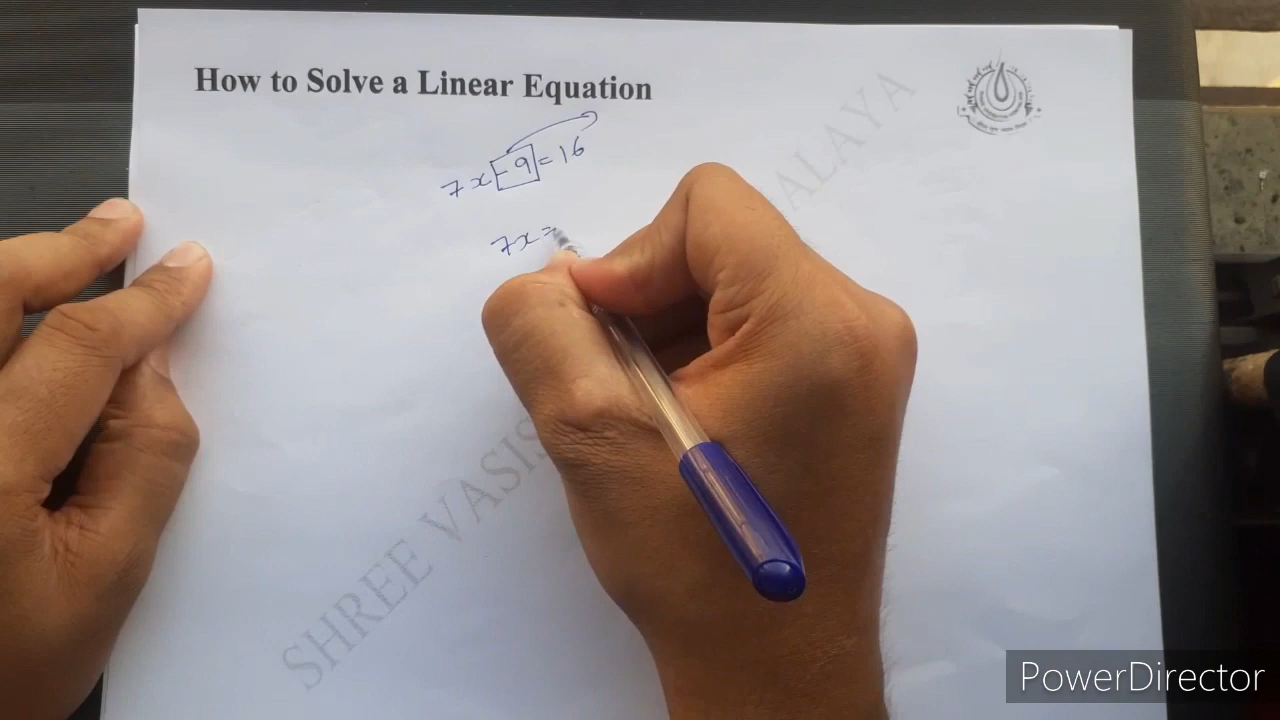 How to Solve a Linear Equation
7x - 9 = 16
7x =
SHREE VASIS
ALAYA
PowerDirector